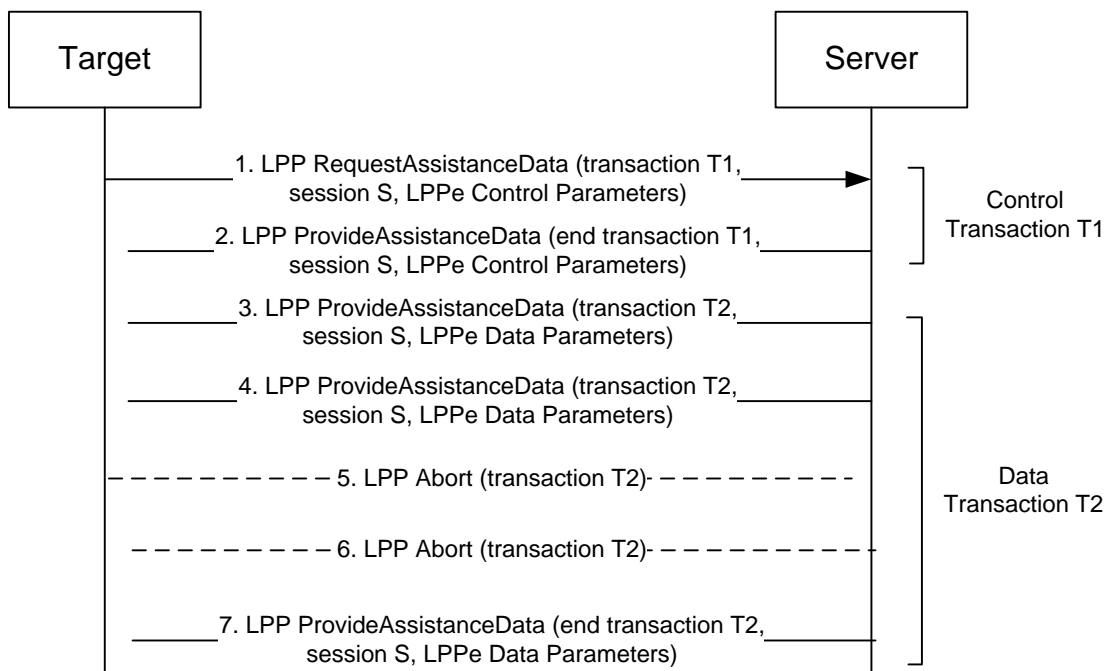 Target
Server
1. LPP RequestAssistanceData (transaction T1,
session S, LPPe Control Parameters)
2. LPP ProvideAssistanceData (end transaction T1,
session S, LPPe Control Parameters)
Control
Transaction T1
3. LPP ProvideAssistanceData (transaction T2,
session S, LPPe Data Parameters)
4. LPP ProvideAssistanceData (transaction T2,
session S, LPPe Data Parameters)
5. LPP Abort (transaction T2)
6. LPP Abort (transaction T2)
7. LPP ProvideAssistanceData (end transaction T2,
session S, LPPe Data Parameters)
Data
Transaction T2